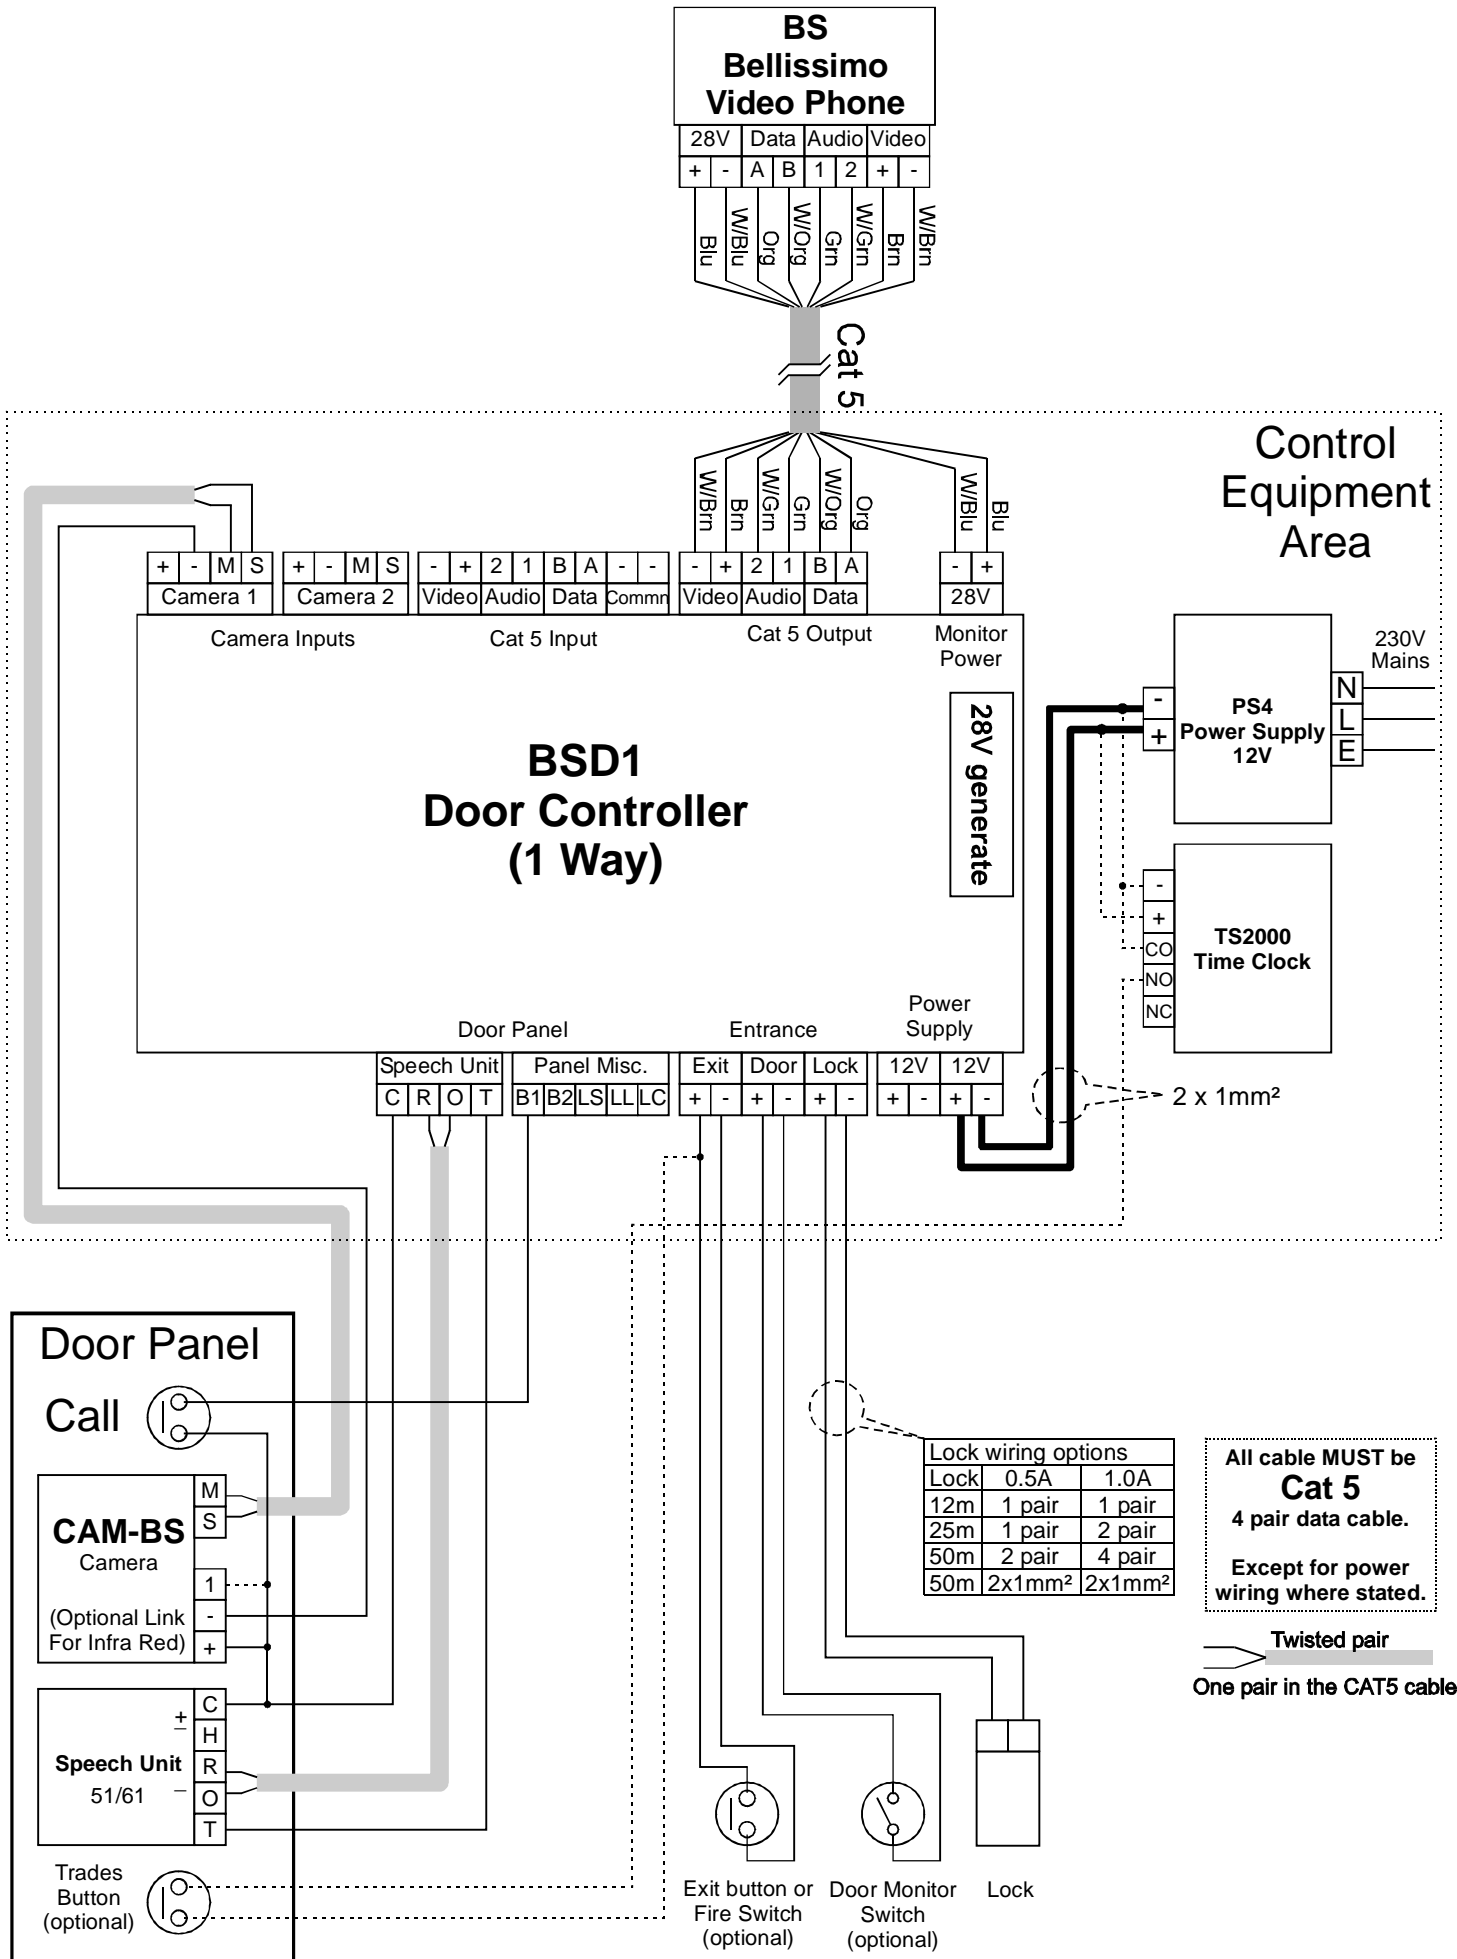 BS
Bellissimo
Video Phone
28V Data Audio Video
+ - A B 1 2 + -
Blu W/Blu Org W/Org Grn W/Grn Brn W/Brn
Cat 5
Control
Equipment
Area
W/Brn Brn W/Grn Grn W/Org Org W/Blu Blu
+ - M S + - M S - + 2 1 B A - - - + 2 1 B A - +
Camera 1 Camera 2 Video Audio Data Commn Video Audio Data 28V
Camera Inputs Cat 5 Input Cat 5 Output Monitor
Power
230V
Mains
- +
PS4
Power Supply
12V
N
L
E
28V generate
BSD1
Door Controller
(1 Way)
-
+
CO
NO
NC
TS2000
Time Clock
Door Panel Entrance Power
Supply
Speech Unit Panel Misc. Exit Door Lock 12V 12V
C R O T B1 B2 LS LL LC + - + - + - + - + -
2 x 1mm²
Door Panel
Call
M
S
CAM-BS
Camera
1
-
+
(Optional Link
For Infra Red)
C
H
R
O
T
±
–
Speech Unit
51/61
Trades
Button
(optional)
Lock wiring options
Lock 0.5A 1.0A
12m 1 pair 1 pair
25m 1 pair 2 pair
50m 2 pair 4 pair
50m 2x1mm² 2x1mm²
All cable MUST be
Cat 5
4 pair data cable.
Except for power
wiring where stated.
Twisted pair
One pair in the CAT5 cable
Exit button or
Fire Switch
(optional)
Door Monitor
Switch
(optional)
Lock